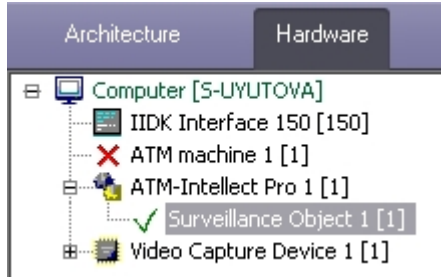 Architecture Hardware
Computer [S-UYUTOVA]
IIDK Interface 150 [150]
ATM machine 1 [1]
ATM-Intellect Pro 1 [1]
Surveillance Object 1 [1]
Video Capture Device 1 [1]